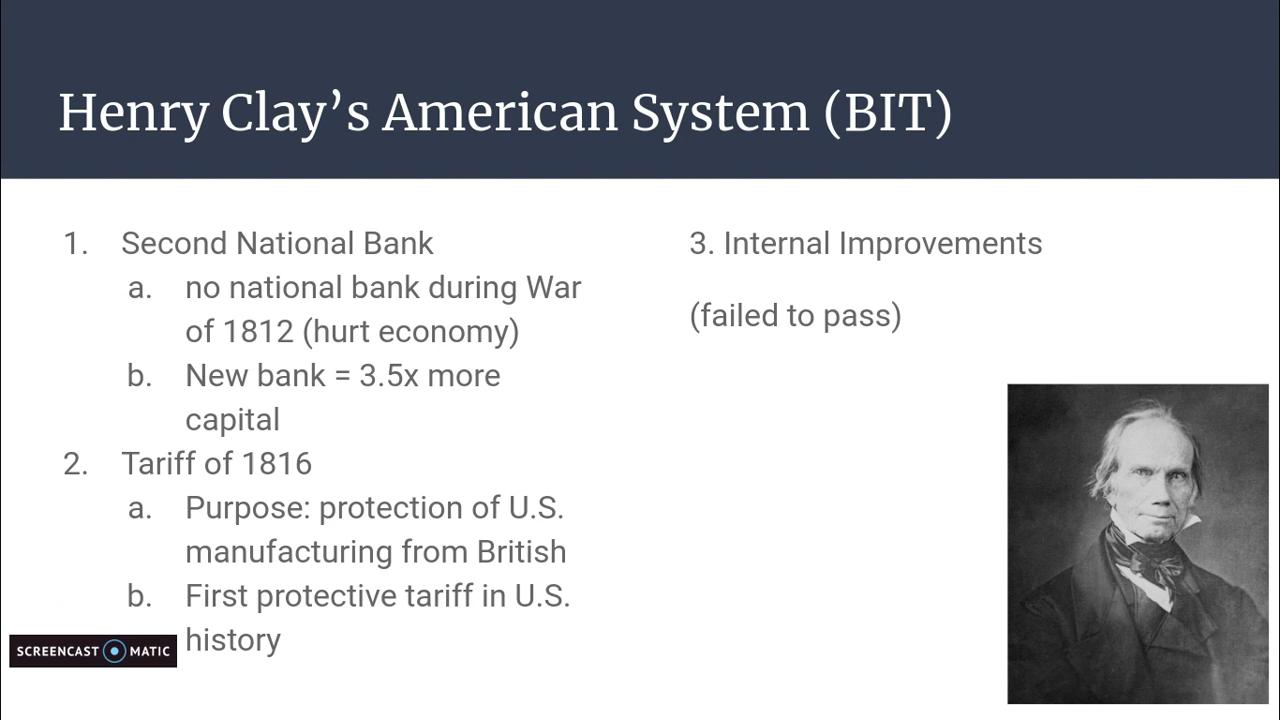 Henry Clay’s American System (BIT)
1. Second National Bank
a. no national bank during War
of 1812 (hurt economy)
b. New bank = 3.5x more
capital
2. Tariff of 1816
a. Purpose: protection of U.S.
manufacturing from British
b. First protective tariff in U.S.
history
3. Internal Improvements
(failed to pass)
SCREENCAST MATIC